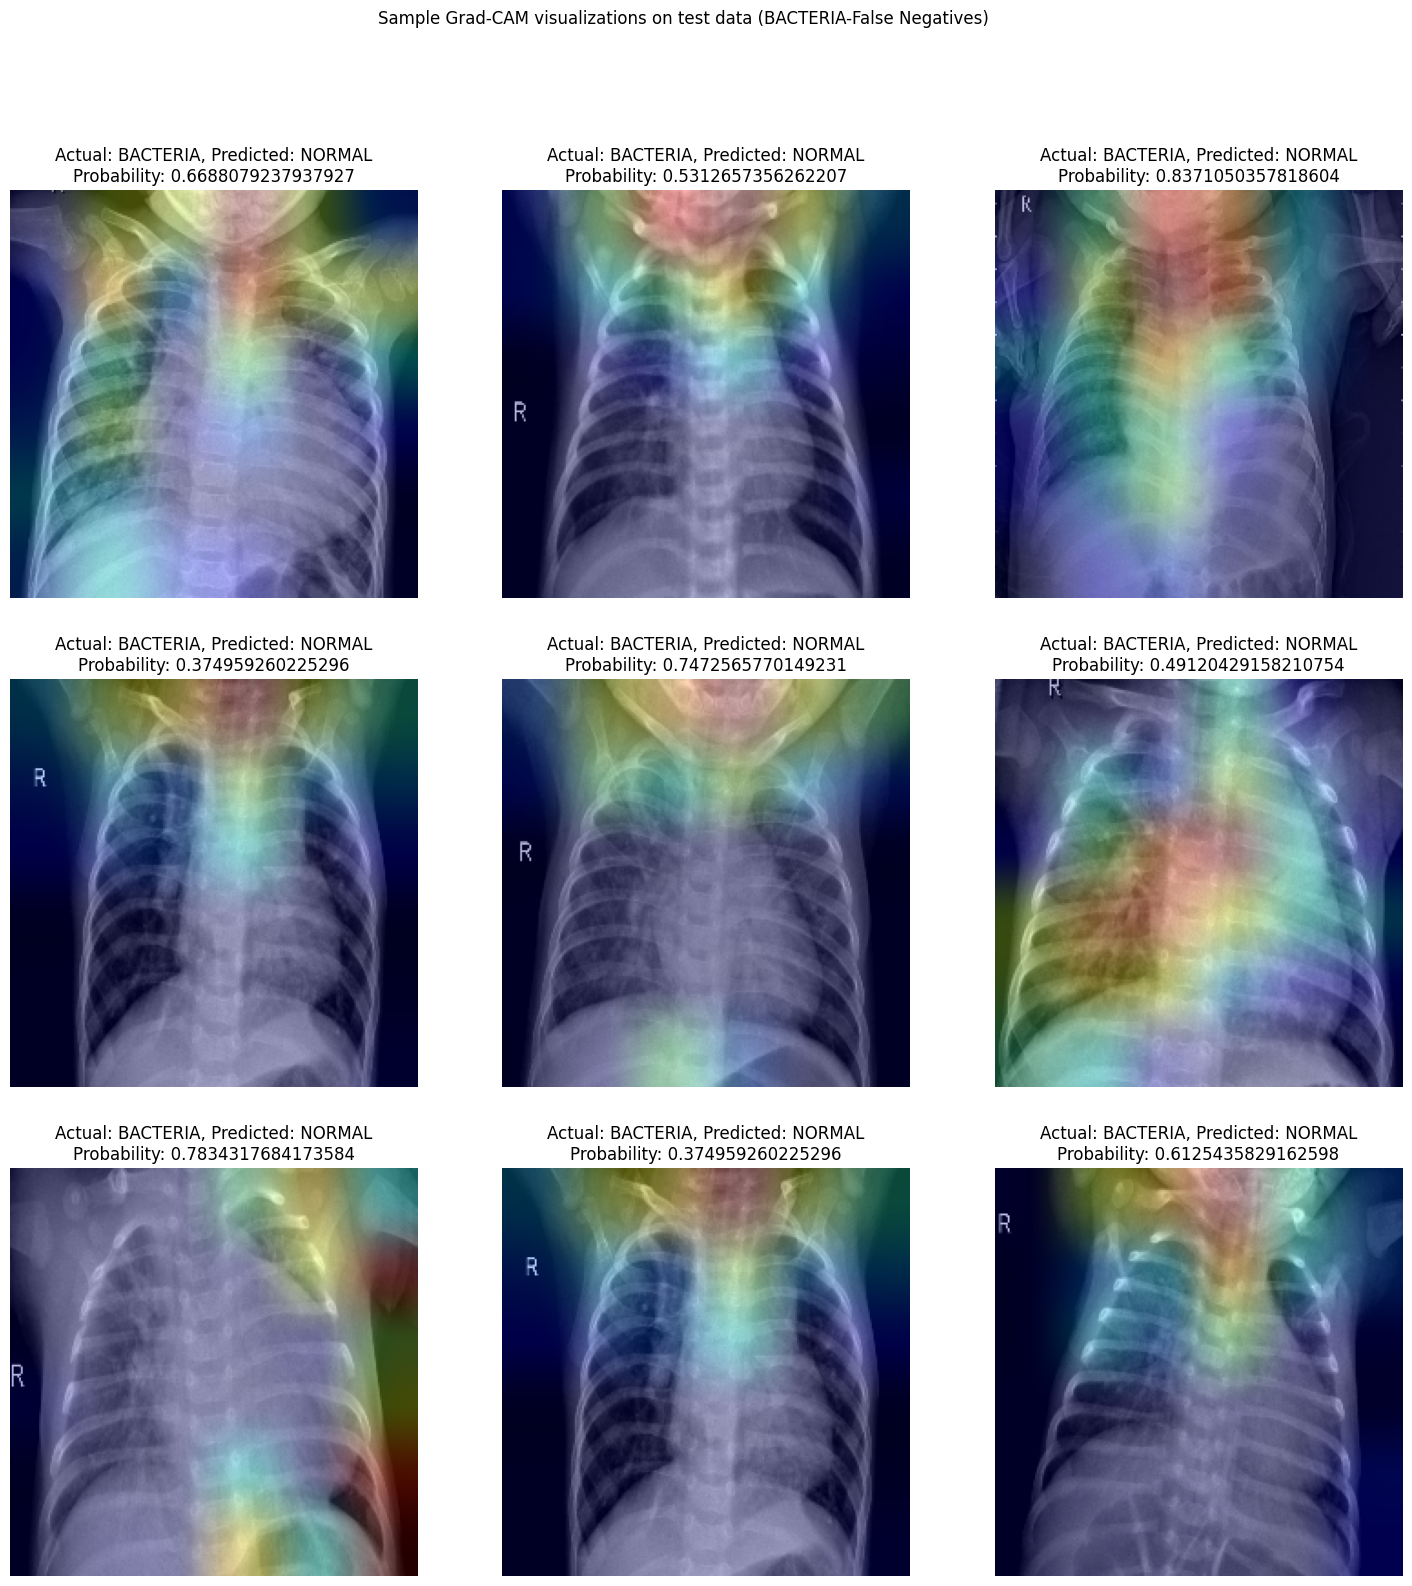 Sample Grad-CAM visualizations on test data (BACTERIA-False Negatives)
Actual: BACTERIA, Predicted: NORMAL
Probability: 0.6688079237937927
Actual: BACTERIA, Predicted: NORMAL
Probability: 0.5312657356262207
Actual: BACTERIA, Predicted: NORMAL
Probability: 0.8371050357818604
R
R
Actual: BACTERIA, Predicted: NORMAL
Probability: 0.374959260225296
Actual: BACTERIA, Predicted: NORMAL
Probability: 0.7472565770149231
Actual: BACTERIA, Predicted: NORMAL
Probability: 0.49120429158210754
R
R
R
Actual: BACTERIA, Predicted: NORMAL
Probability: 0.7834317684173584
Actual: BACTERIA, Predicted: NORMAL
Probability: 0.374959260225296
Actual: BACTERIA, Predicted: NORMAL
Probability: 0.6125435829162598
R
R
R